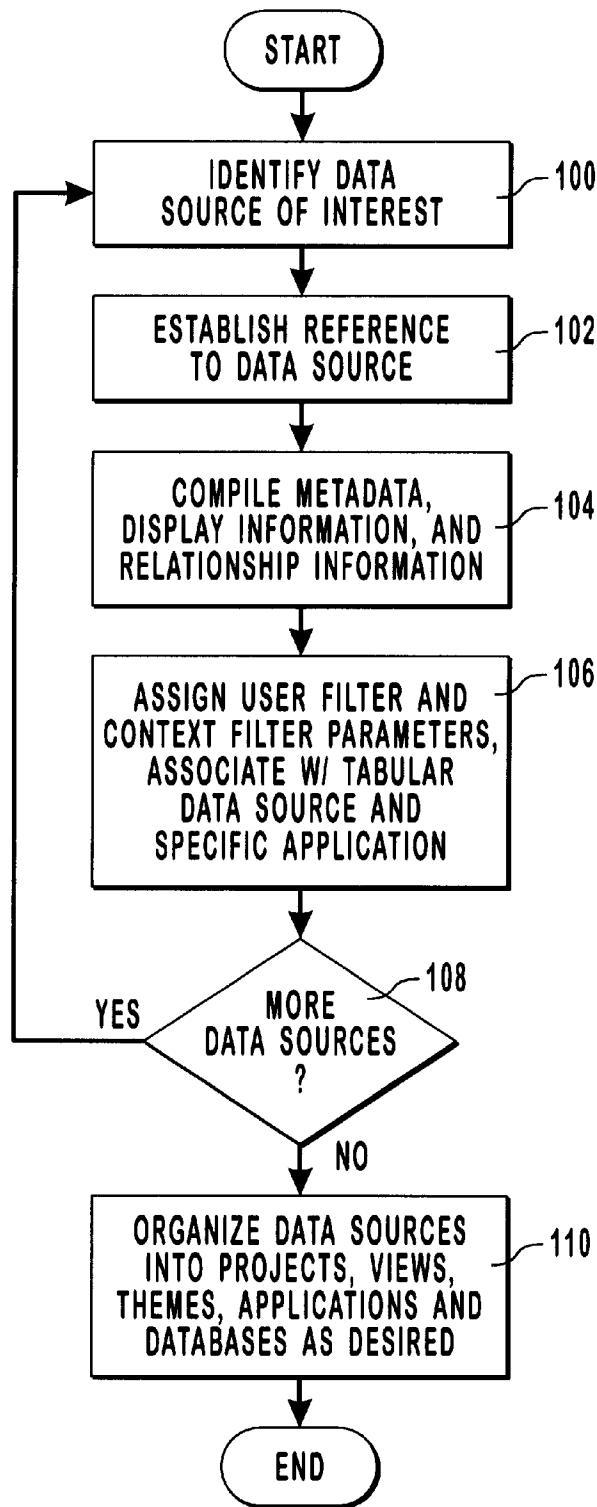 START
IDENTIFY DATA
SOURCE OF INTEREST
100
ESTABLISH REFERENCE
TO DATA SOURCE
102
COMPILE METADATA,
DISPLAY INFORMATION, AND
RELATIONSHIP INFORMATION
104
ASSIGN USER FILTER AND
CONTEXT FILTER PARAMETERS,
ASSOCIATE W/ TABULAR
DATA SOURCE AND
SPECIFIC APPLICATION
106
MORE
DATA SOURCES
?
108
YES
NO
ORGANIZE DATA SOURCES
INTO PROJECTS, VIEWS,
THEMES, APPLICATIONS AND
DATABASES AS DESIRED
110
END